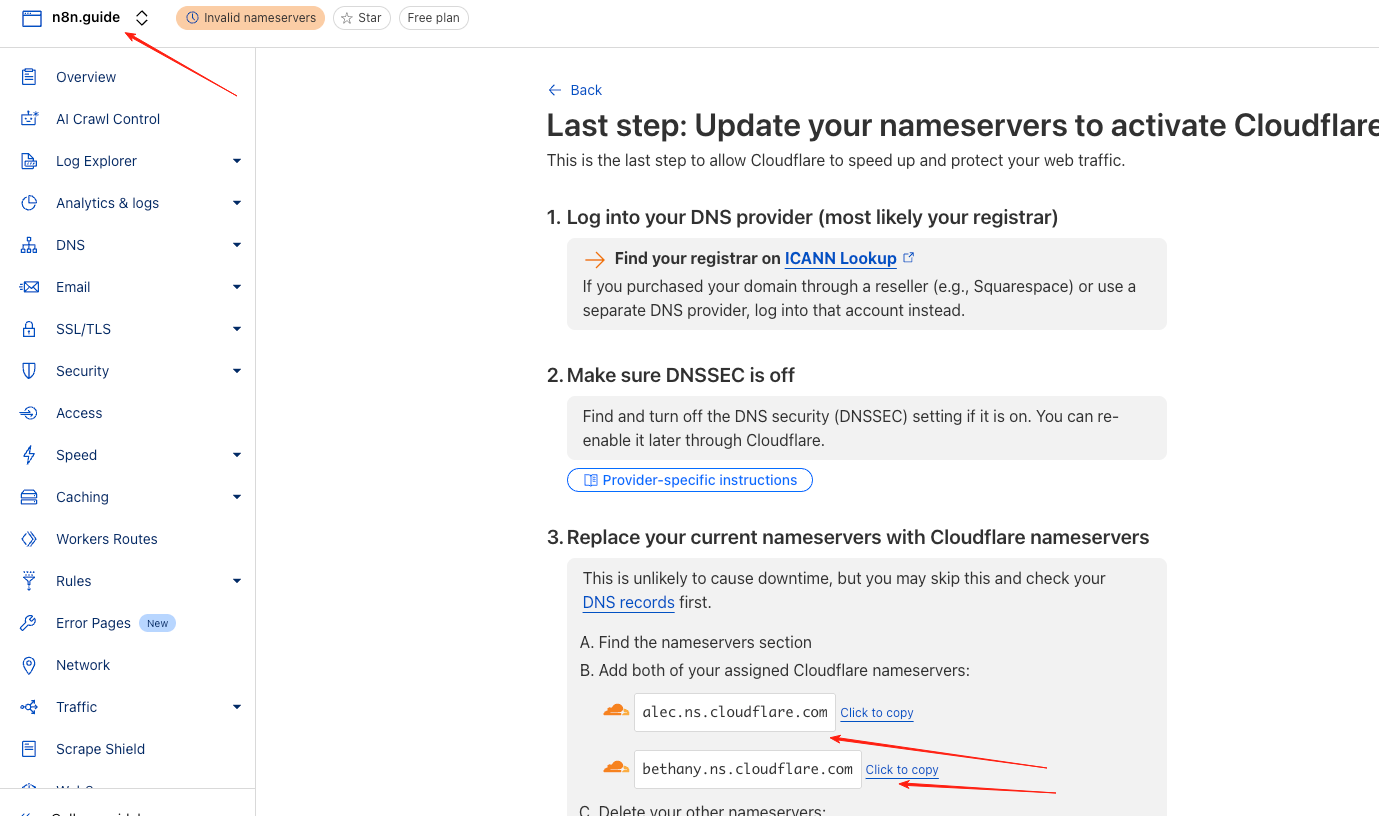 n8n.guide
Invalid nameservers
Star
Free plan
Overview
AI Crawl Control
Log Explorer
Analytics & logs
DNS
Email
SSL/TLS
Security
Access
Speed
Caching
Workers Routes
Rules
Error Pages New
Network
Traffic
Scrape Shield
Back
Last step: Update your nameservers to activate Cloudflare
This is the last step to allow Cloudflare to speed up and protect your web traffic.
1. Log into your DNS provider (most likely your registrar)
Find your registrar on ICANN Lookup
If you purchased your domain through a reseller (e.g., Squarespace) or use a
separate DNS provider, log into that account instead.
2. Make sure DNSSEC is off
Find and turn off the DNS security (DNSSEC) setting if it is on. You can re-
enable it later through Cloudflare.
Provider-specific instructions
3. Replace your current nameservers with Cloudflare nameservers
This is unlikely to cause downtime, but you may skip this and check your
DNS records first.
A. Find the nameservers section
B. Add both of your assigned Cloudflare nameservers:
alec.ns.cloudflare.com Click to copy
bethany.ns.cloudflare.com Click to copy
C. Delete your other nameservers: